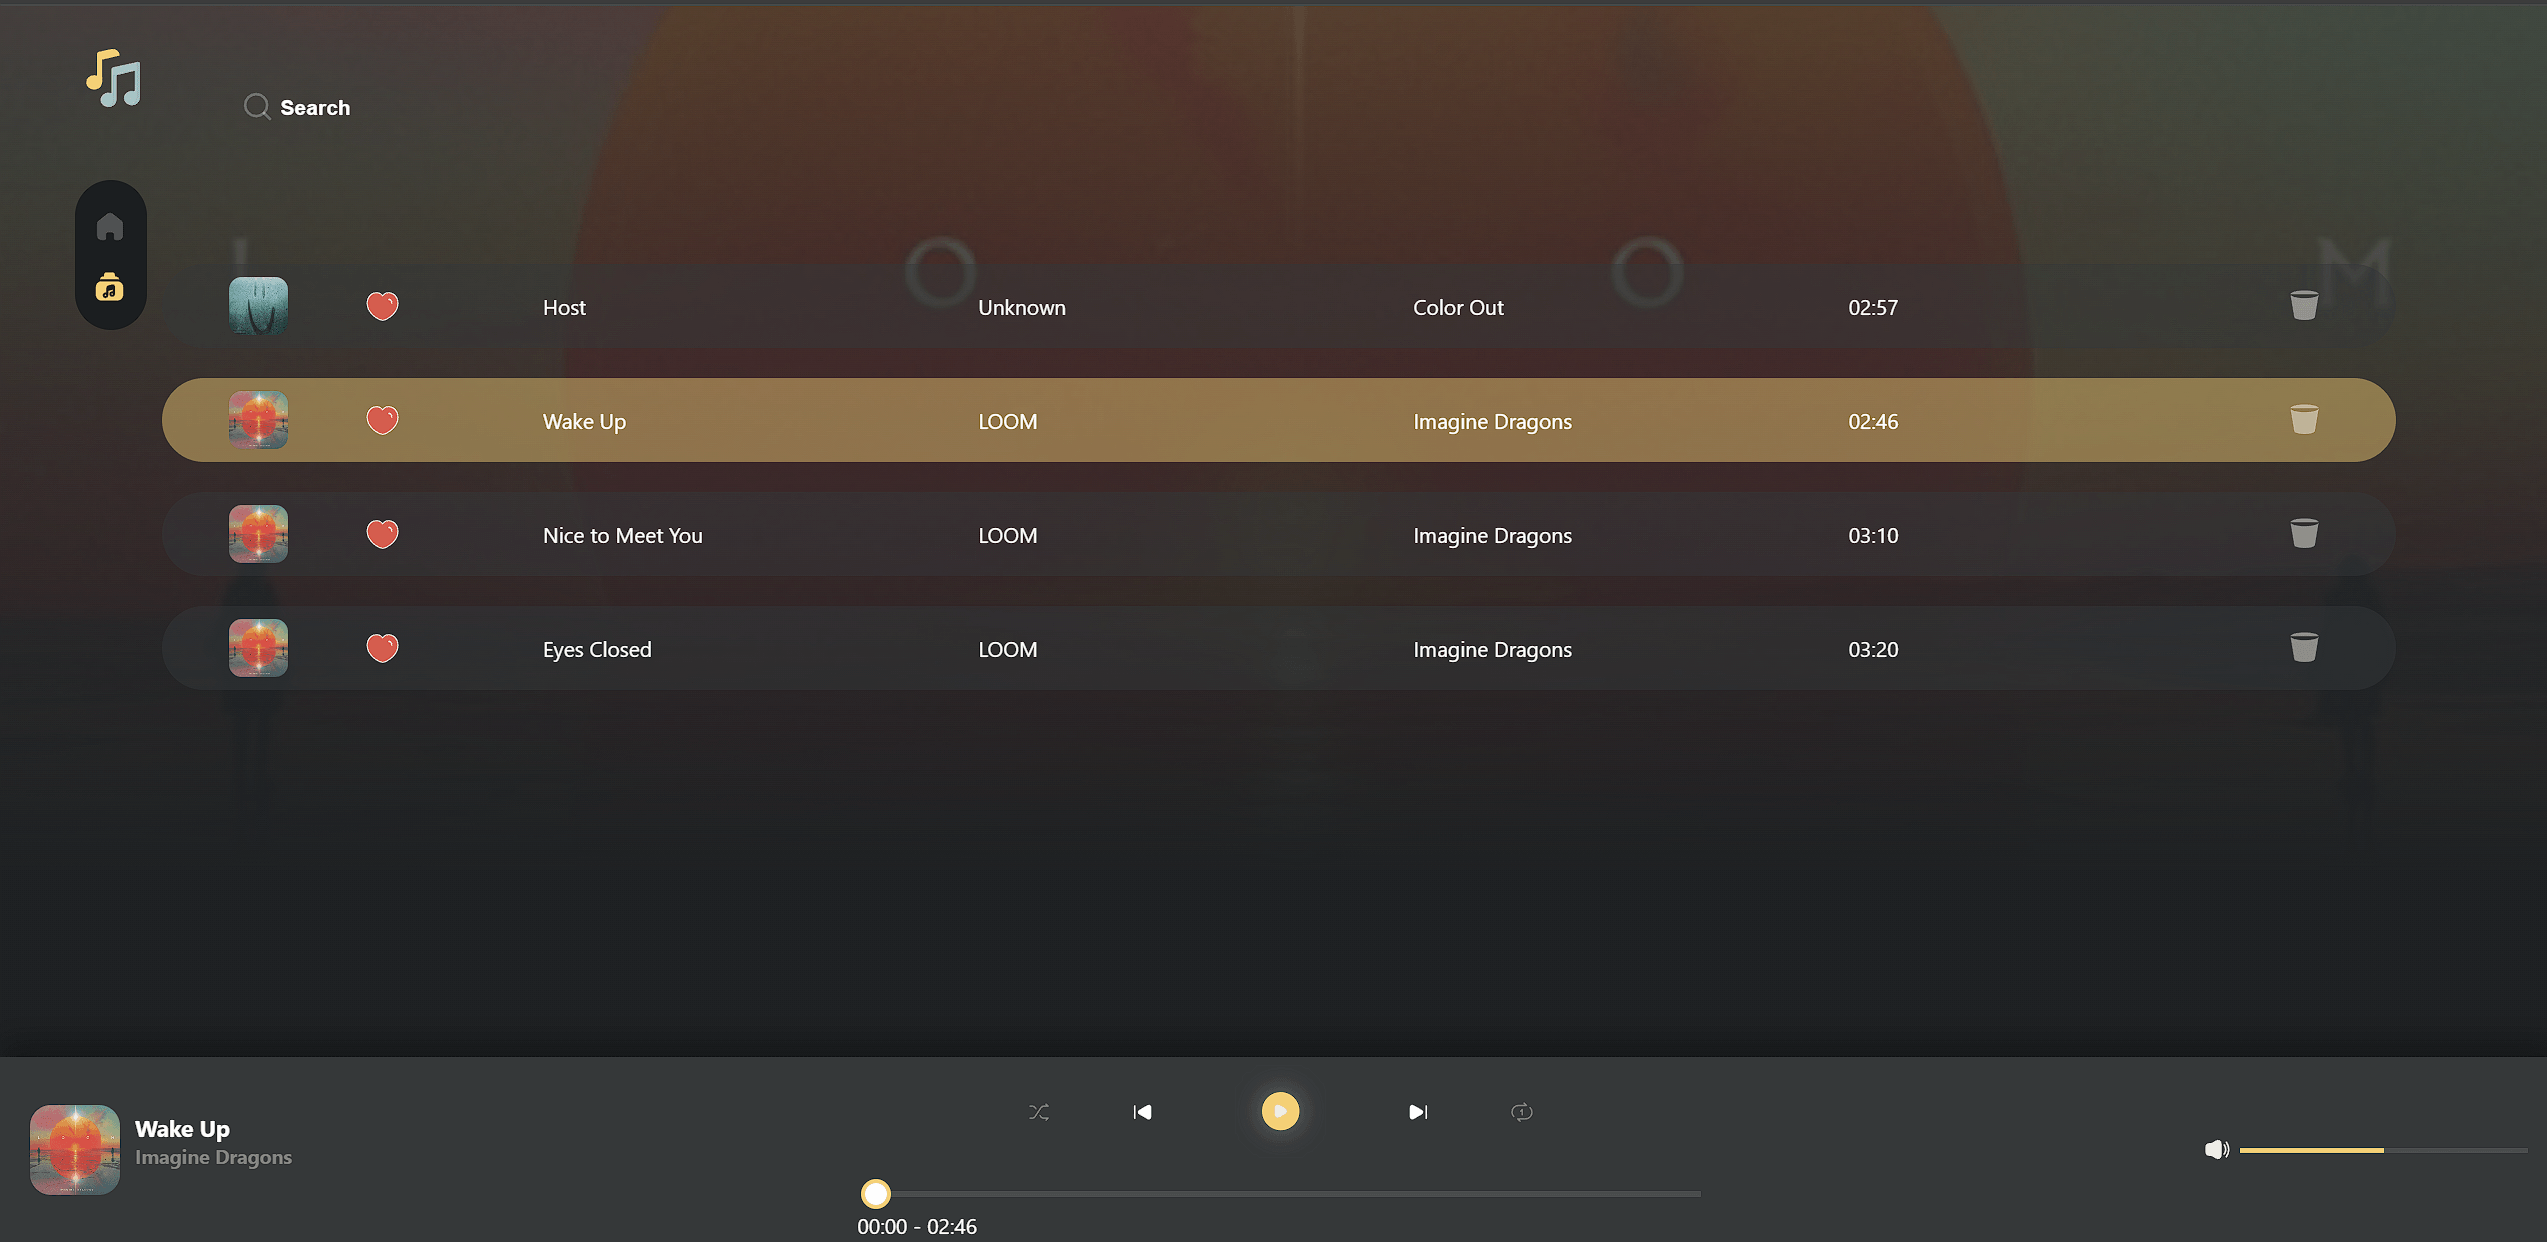 Search
L O O M
Host Unknown Color Out 02:57
Wake Up LOOM Imagine Dragons 02:46
Nice to Meet You LOOM Imagine Dragons 03:10
Eyes Closed LOOM Imagine Dragons 03:20
Wake Up
Imagine Dragons
1
00:00 - 02:46